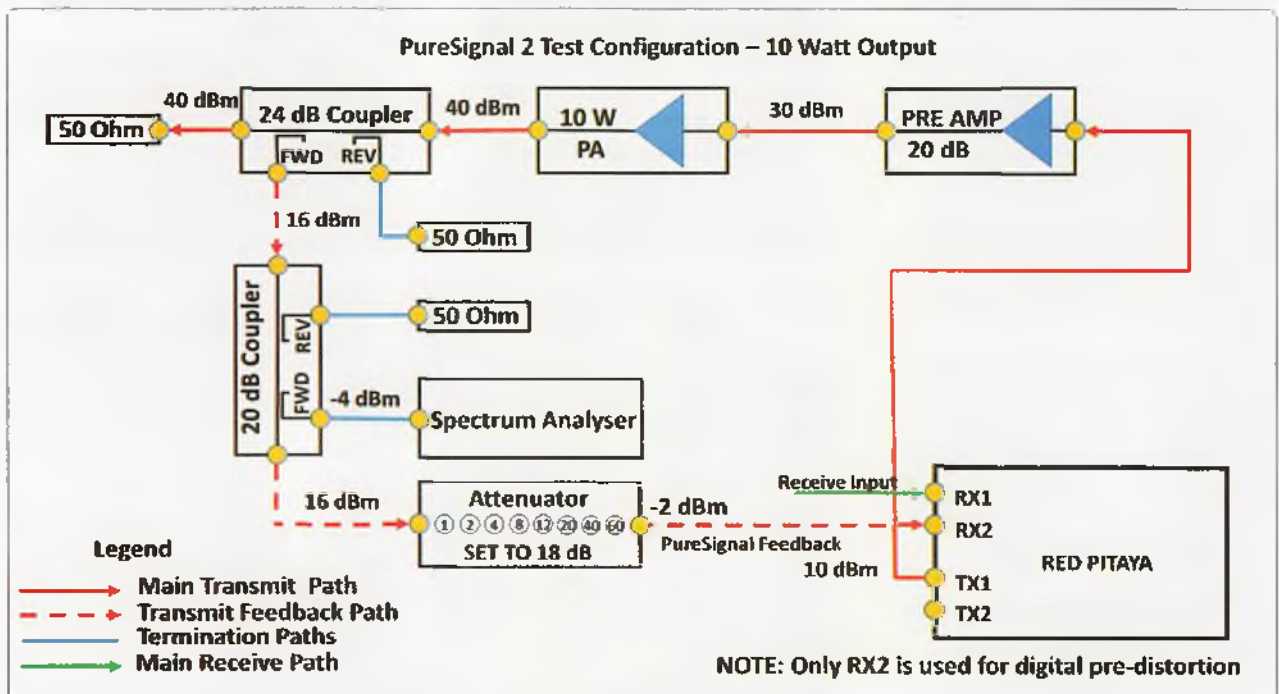 PureSignal 2 Test Configuration – 10 Watt Output
40 dBm
24 dB Coupler
40 dBm
10 W
PA
30 dBm
PRE AMP
20 dB
50 Ohm
FWD
REV
16 dBm
50 Ohm
20 dB Coupler
REV
FWD
50 Ohm
-4 dBm
Spectrum Analyser
16 dBm
Attenuator
1 2 4 8 12 20 40 60
SET TO 18 dB
-2 dBm
PureSignal Feedback
Receive Input
RX1
RX2
10 dBm
TX1
TX2
RED PITAYA
Legend
Main Transmit Path
Transmit Feedback Path
Termination Paths
Main Receive Path
NOTE: Only RX2 is used for digital pre-distortion